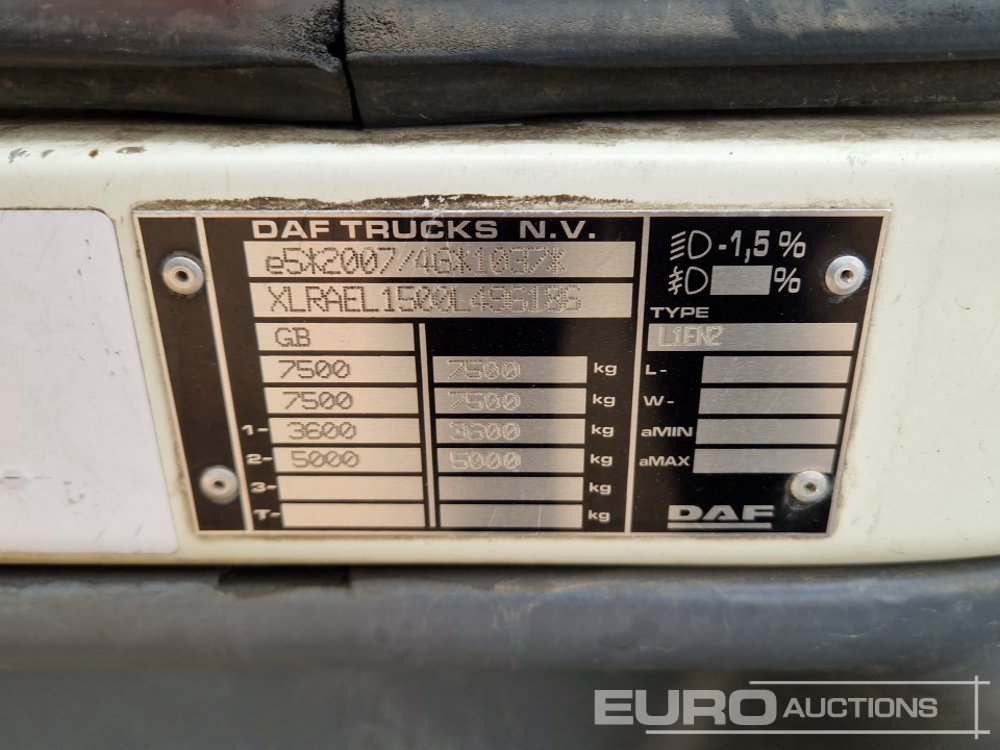 DAF TRUCKS N.V.
e5*2007/46*1037*
XLRAEL1500L496186
GB
7500 7500 kg
7500 7500 kg
1- 3600 3600 kg
2- 5000 5000 kg
3- kg
T- kg
-1,5 %
%
TYPE
L1EN2
L-
W-
aMIN
aMAX
DAF
EURO AUCTIONS